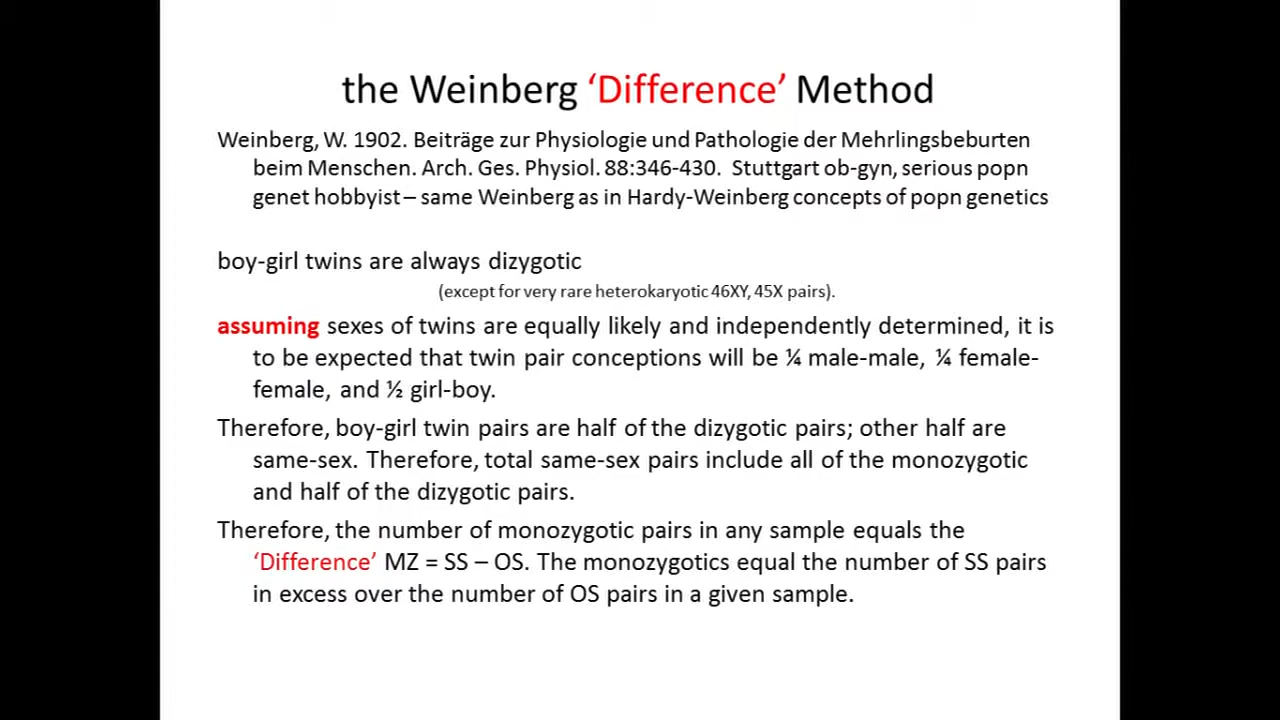 the Weinberg ‘Difference’ Method
Weinberg, W. 1902. Beiträge zur Physiologie und Pathologie der Mehrlingsbeburten
beim Menschen. Arch. Ges. Physiol. 88:346-430.  Stuttgart ob-gyn, serious popn
genet hobbyist – same Weinberg as in Hardy-Weinberg concepts of popn genetics
boy-girl twins are always dizygotic
(except for very rare heterokaryotic 46XY, 45X pairs).
assuming sexes of twins are equally likely and independently determined, it is
to be expected that twin pair conceptions will be ¼ male-male, ¼ female-
female, and ½ girl-boy.
Therefore, boy-girl twin pairs are half of the dizygotic pairs; other half are
same-sex. Therefore, total same-sex pairs include all of the monozygotic
and half of the dizygotic pairs.
Therefore, the number of monozygotic pairs in any sample equals the
‘Difference’ MZ = SS – OS. The monozygotics equal the number of SS pairs
in excess over the number of OS pairs in a given sample.